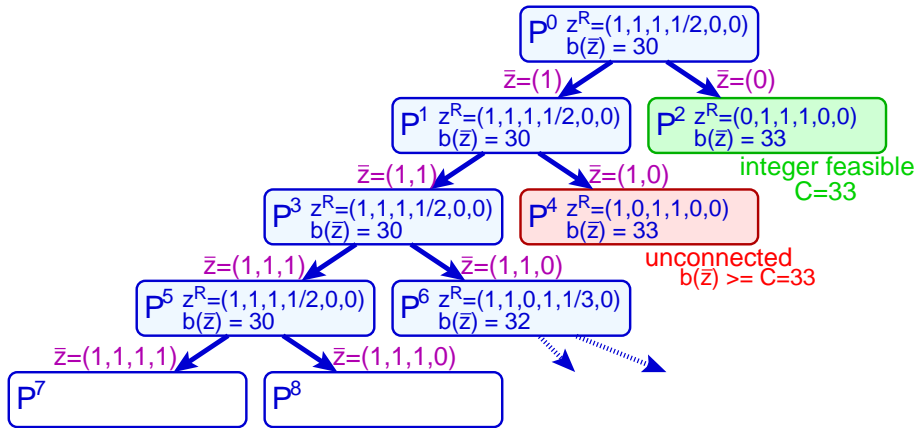 P⁰ zᴿ=(1,1,1,1/2,0,0)
b(z̄) = 30
z̄=(1)
z̄=(0)
P¹ zᴿ=(1,1,1,1/2,0,0)
b(z̄) = 30
P² zᴿ=(0,1,1,1,0,0)
b(z̄) = 33
integer feasible
C=33
z̄=(1,1)
z̄=(1,0)
P³ zᴿ=(1,1,1,1/2,0,0)
b(z̄) = 30
P⁴ zᴿ=(1,0,1,1,0,0)
b(z̄) = 33
unconnected
b(z̄) >= C=33
z̄=(1,1,1)
z̄=(1,1,0)
P⁵ zᴿ=(1,1,1,1/2,0,0)
b(z̄) = 30
P⁶ zᴿ=(1,1,0,1,1/3,0)
b(z̄) = 32
z̄=(1,1,1,1)
z̄=(1,1,1,0)
P⁷
P⁸